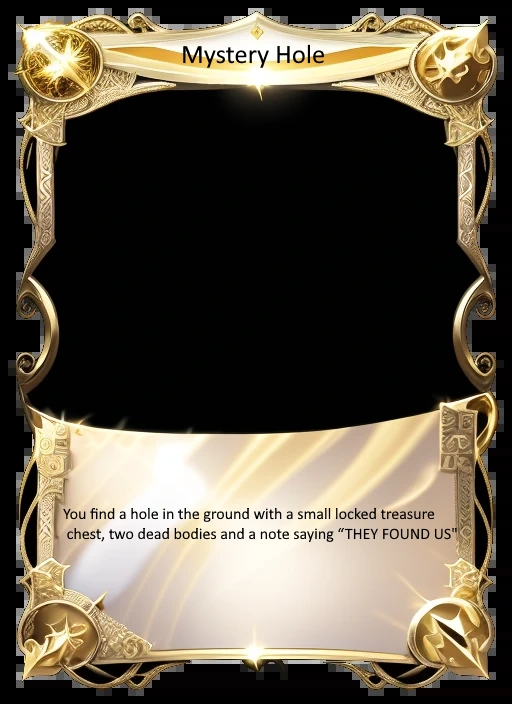 Mystery Hole
You find a hole in the ground with a small locked treasure
chest, two dead bodies and a note saying “THEY FOUND US"